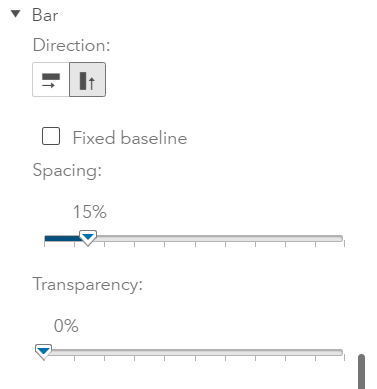 Bar
Direction:
Fixed baseline
Spacing:
15%
Transparency:
0%